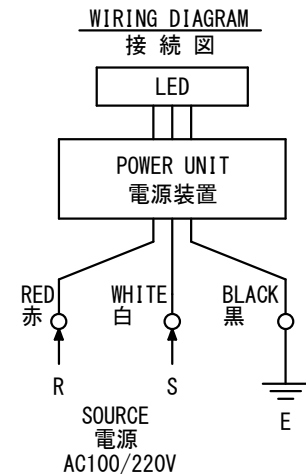 WIRING DIAGRAM
接続図
LED
POWER UNIT
電源装置
RED WHITE BLACK
赤 白 黒
R S E
SOURCE
電源
AC100/220V